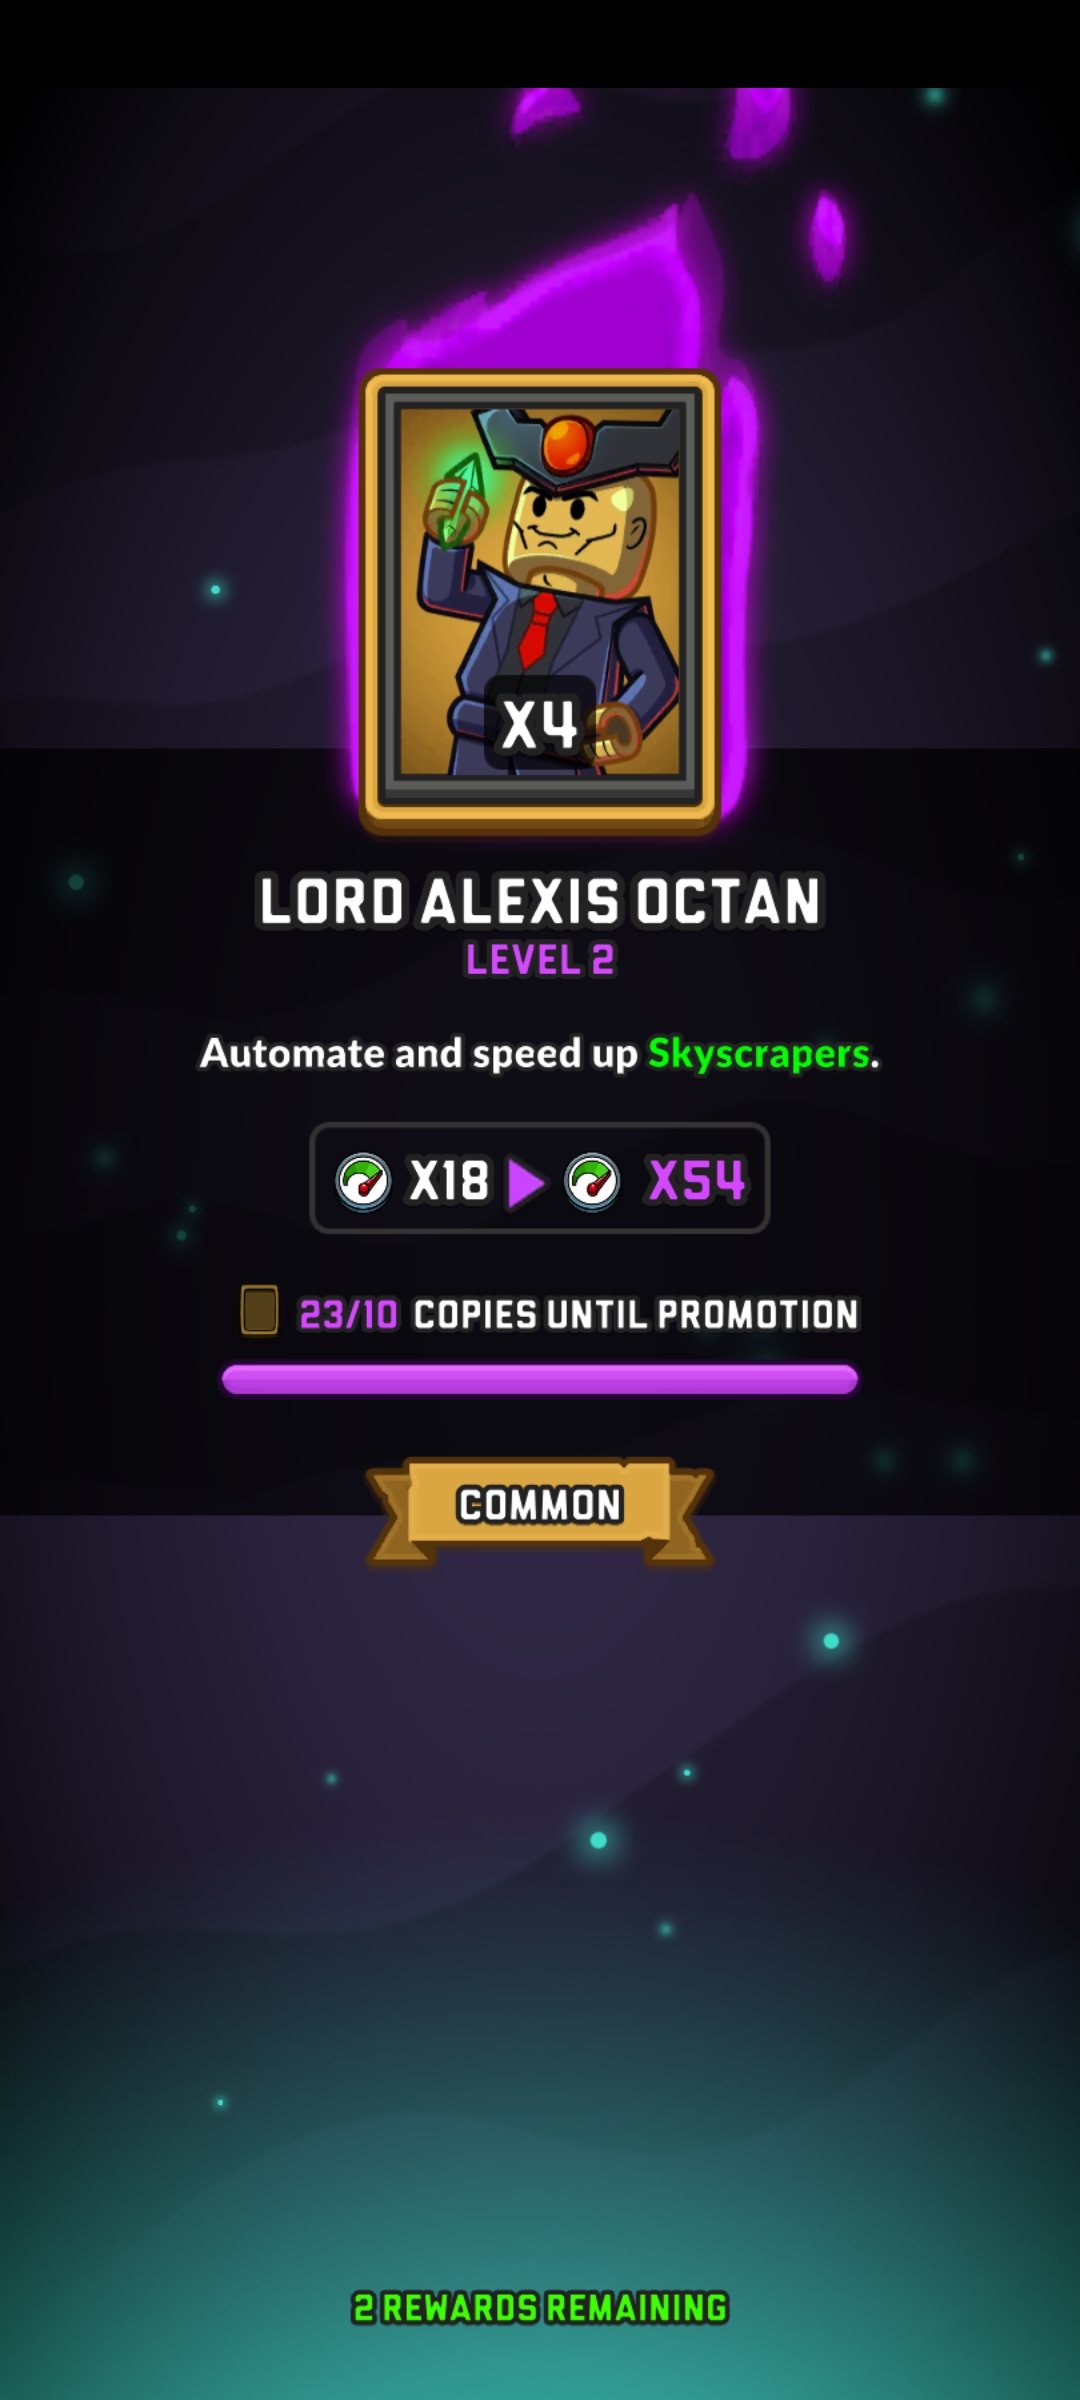 X4
LORD ALEXIS OCTAN
LEVEL 2
Automate and speed up Skyscrapers.
X18 X54
23/10 COPIES UNTIL PROMOTION
COMMON
2 REWARDS REMAINING